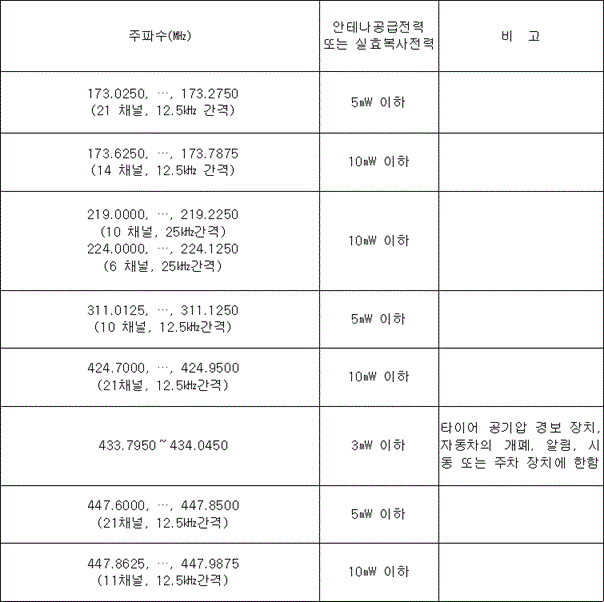 주파수(㎒)
안테나공급전력
또는 실효복사전력
비 고
173.0250, …, 173.2750
(21 채널, 12.5㎑ 간격)
5㎽ 이하
173.6250, …, 173.7875
(14 채널, 12.5㎑ 간격)
10㎽ 이하
219.0000, …, 219.2250
(10 채널, 25㎑간격)
224.0000, …, 224.1250
(6 채널, 25㎑간격)
10㎽ 이하
311.0125, …, 311.1250
(10 채널, 12.5㎑간격)
5㎽ 이하
424.7000, …, 424.9500
(21채널, 12.5㎑간격)
10㎽ 이하
433.7950~434.0450
3㎽ 이하
타이어 공기압 경보 장치,
자동차의 개폐, 알림, 시
동 또는 주차 장치에 한함
447.6000, …, 447.8500
(21채널, 12.5㎑간격)
5㎽ 이하
447.8625, …, 447.9875
(11채널, 12.5㎑간격)
10㎽ 이하